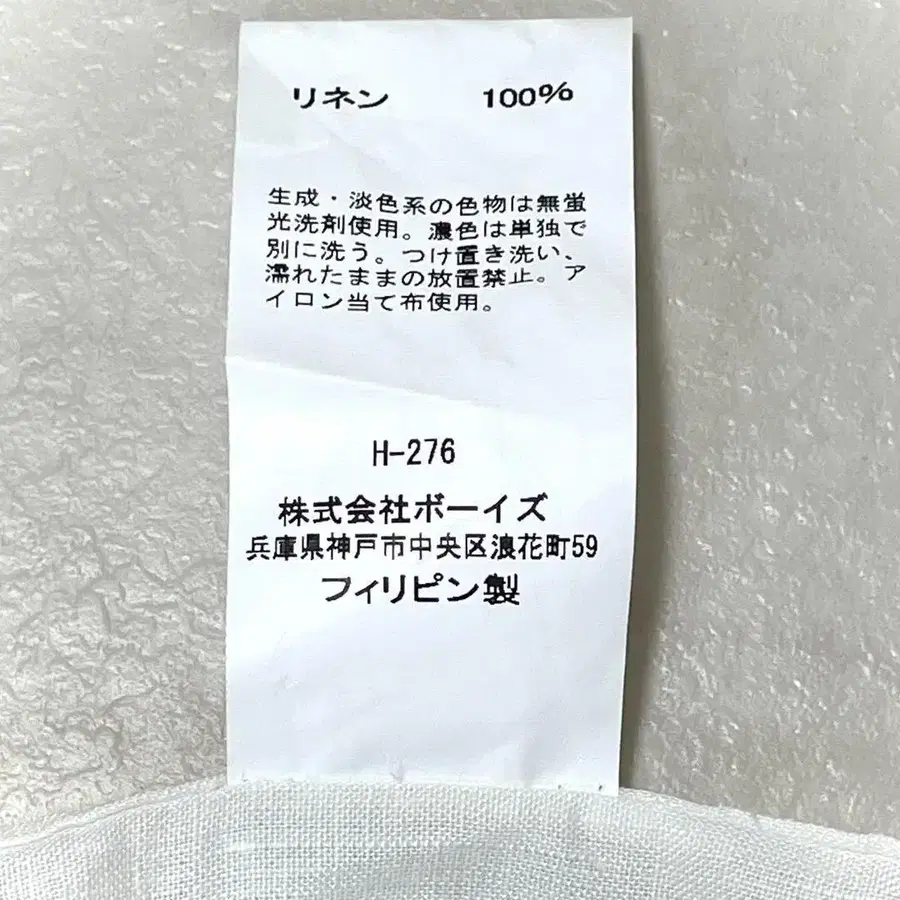 リネン 100%
生成・淡色系の色物は無蛍
光洗剤使用。濃色は単独で
別に洗う。つけ置き洗い、
濡れたままの放置禁止。ア
イロン当て布使用。
H-276
株式会社ボーイズ
兵庫県神戸市中央区浪花町59
フィリピン製